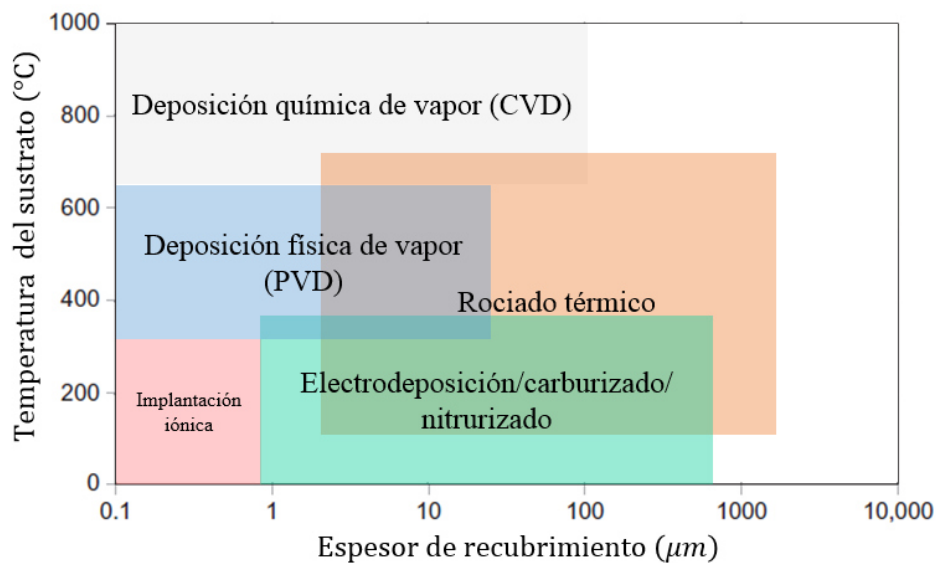 1000
800
600
400
200
0
Temperatura del sustrato (°C)
Deposición química de vapor (CVD)
Deposición física de vapor
(PVD)
Rociado térmico
Implantación
iónica
Electrodeposición/carburizado/
nitrurizado
0.1
1
10
100
1000
10,000
Espesor de recubrimiento (μm)